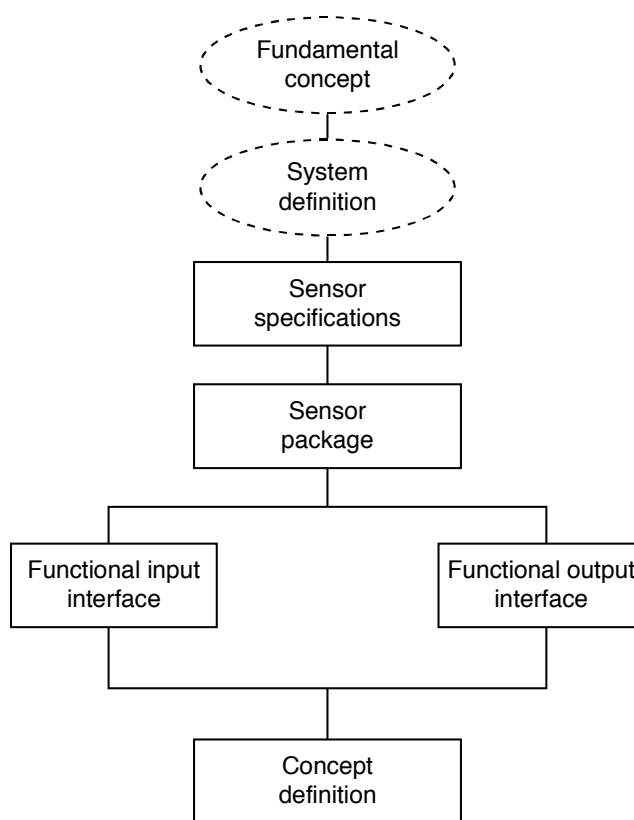 Fundamental
concept
System
definition
Sensor
specifications
Sensor
package
Functional input
interface
Functional output
interface
Concept
definition